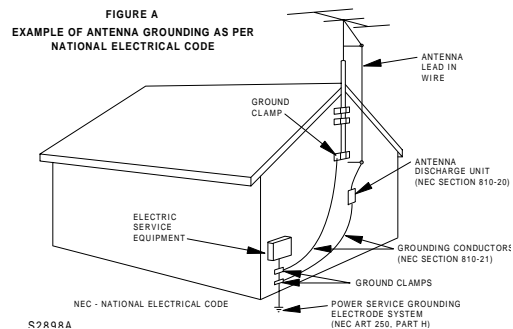 FIGURE A
EXAMPLE OF ANTENNA GROUNDING AS PER
NATIONAL ELECTRICAL CODE
ANTENNA
LEAD IN
WIRE
GROUND
CLAMP
ANTENNA
DISCHARGE UNIT
(NEC SECTION 810-20)
ELECTRIC
SERVICE
EQUIPMENT
GROUNDING CONDUCTORS
(NEC SECTION 810-21)
GROUND CLAMPS
NEC - NATIONAL ELECTRICAL CODE
POWER SERVICE GROUNDING
ELECTRODE SYSTEM
(NEC ART 250, PART H)
S2898A